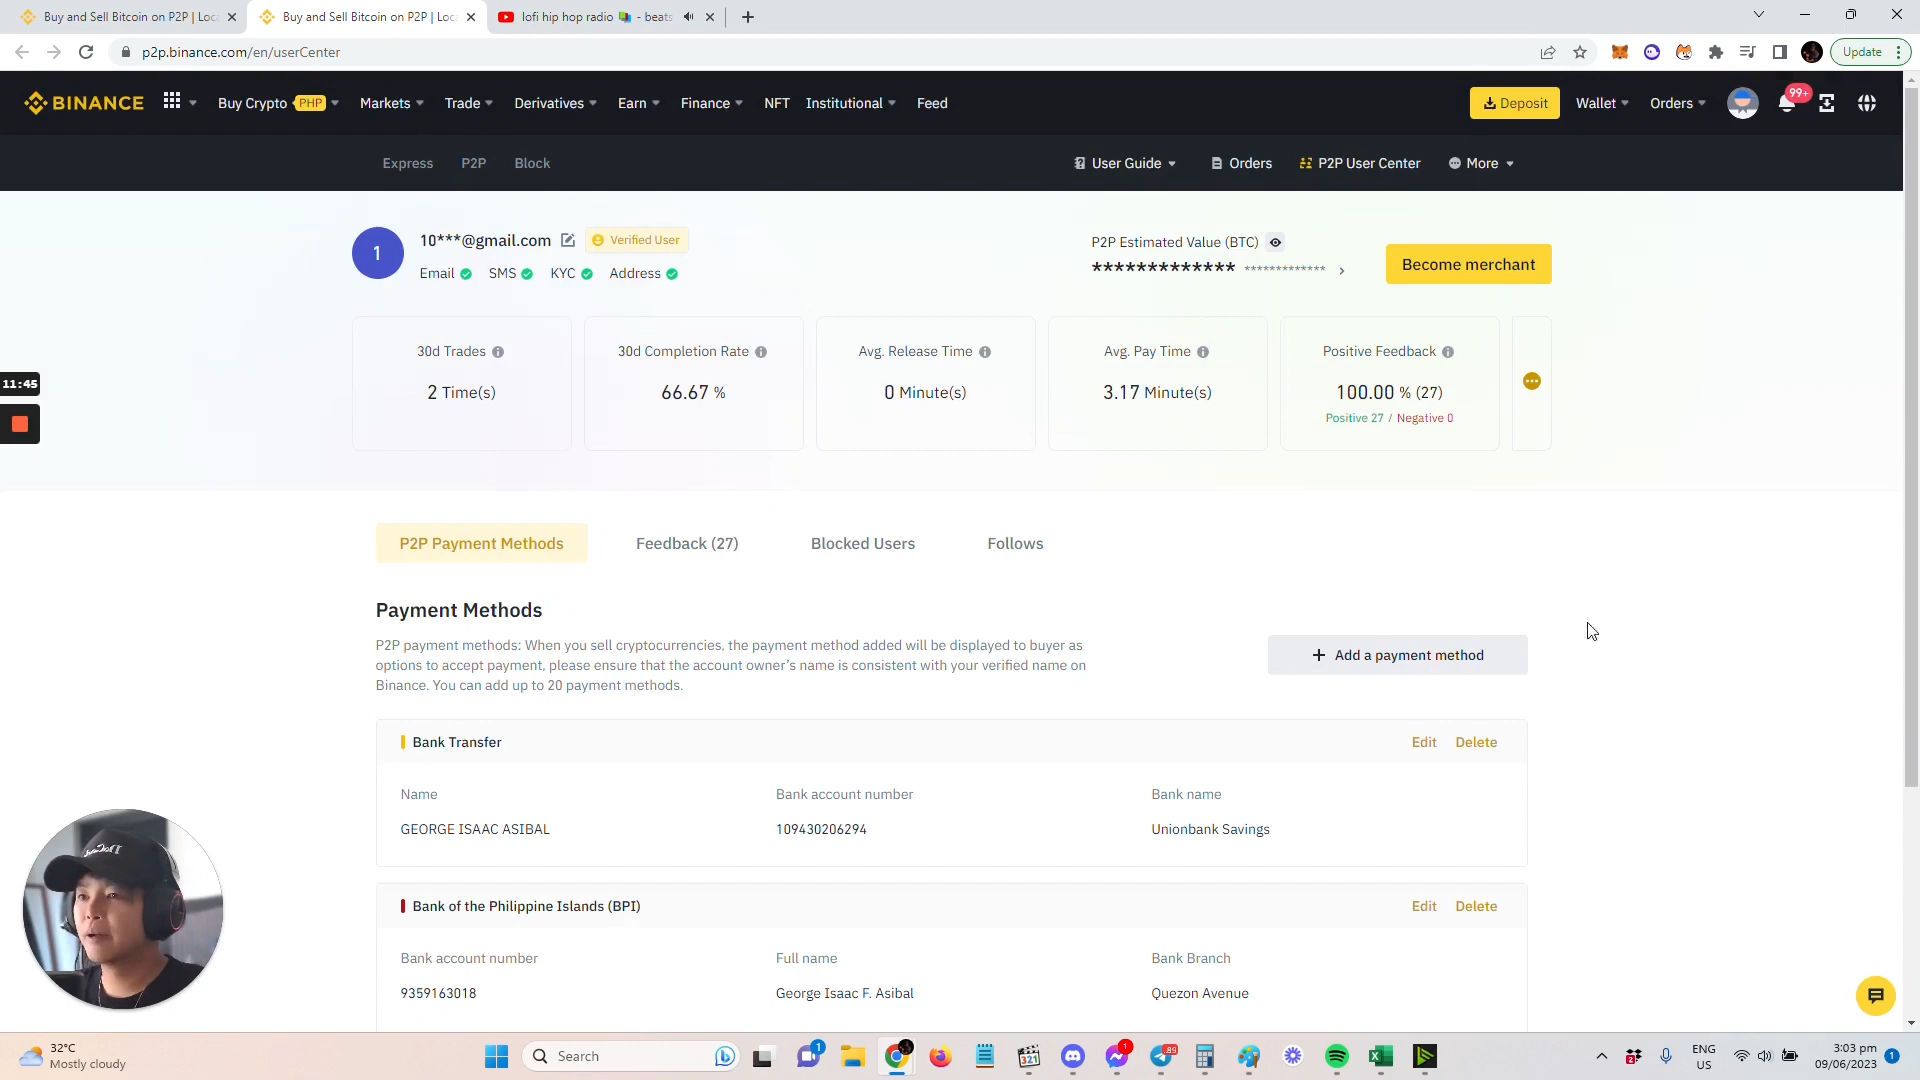 Buy and Sell Bitcoin on P2P | Loc
Buy and Sell Bitcoin on P2P | Loc
lofi hip hop radio 📚 - beats
p2p.binance.com/en/userCenter
Update
BINANCE
Buy Crypto PHP
Markets
Trade
Derivatives
Earn
Finance
NFT
Institutional
Feed
Deposit
Wallet
Orders
99+
Express
P2P
Block
User Guide
Orders
P2P User Center
More
1
10***@gmail.com
Verified User
Email
SMS
KYC
Address
P2P Estimated Value (BTC)
************* *************
Become merchant
30d Trades
2 Time(s)
30d Completion Rate
66.67 %
Avg. Release Time
0 Minute(s)
Avg. Pay Time
3.17 Minute(s)
Positive Feedback
100.00 % (27)
Positive 27 / Negative 0
11:45
P2P Payment Methods
Feedback (27)
Blocked Users
Follows
Payment Methods
P2P payment methods: When you sell cryptocurrencies, the payment method added will be displayed to buyer as
options to accept payment, please ensure that the account owner's name is consistent with your verified name on
Binance. You can add up to 20 payment methods.
+ Add a payment method
Bank Transfer
Edit
Delete
Name
Bank account number
Bank name
GEORGE ISAAC ASIBAL
109430206294
Unionbank Savings
Bank of the Philippine Islands (BPI)
Edit
Delete
Bank account number
Full name
Bank Branch
9359163018
George Isaac F. Asibal
Quezon Avenue
32°C
Mostly cloudy
Search
1
321
1
89
ENG
US
3:03 pm
09/06/2023
1